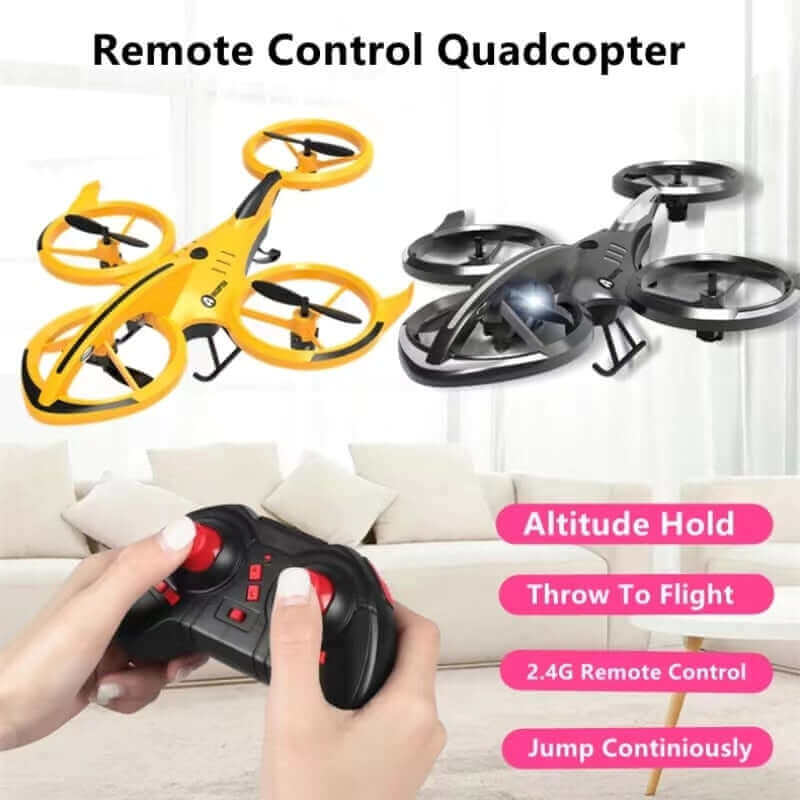 Remote Control Quadcopter
Altitude Hold
Throw To Flight
2.4G Remote Control
Jump Continiously